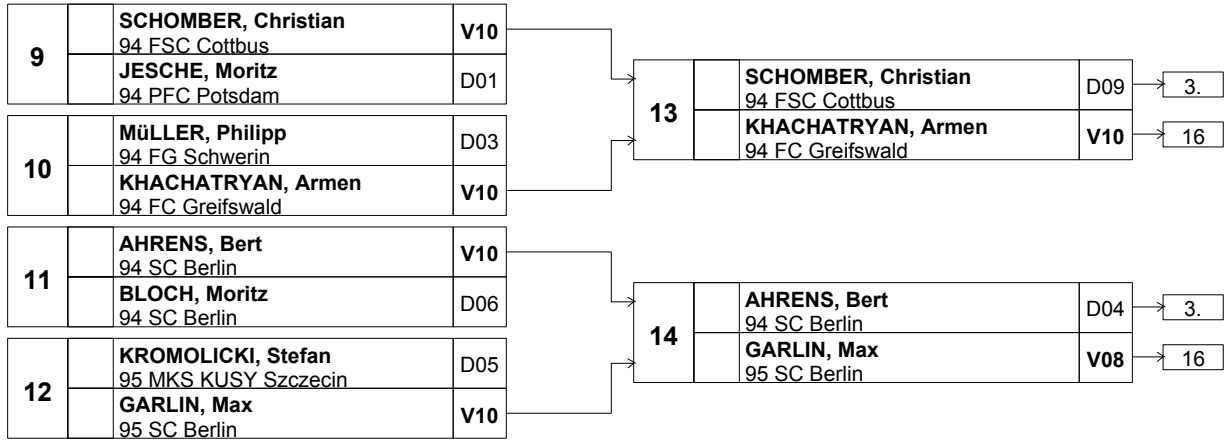 9
SCHOMBER, Christian
94 FSC Cottbus
V10
JESCHE, Moritz
94 PFC Potsdam
D01
10
MüLLER, Philipp
94 FG Schwerin
D03
KHACHATRYAN, Armen
94 FC Greifswald
V10
11
AHRENS, Bert
94 SC Berlin
V10
BLOCH, Moritz
94 SC Berlin
D06
12
KROMOLICKI, Stefan
95 MKS KUSY Szczecin
D05
GARLIN, Max
95 SC Berlin
V10
13
SCHOMBER, Christian
94 FSC Cottbus
D09
3.
KHACHATRYAN, Armen
94 FC Greifswald
V10
16
14
AHRENS, Bert
94 SC Berlin
D04
3.
GARLIN, Max
95 SC Berlin
V08
16